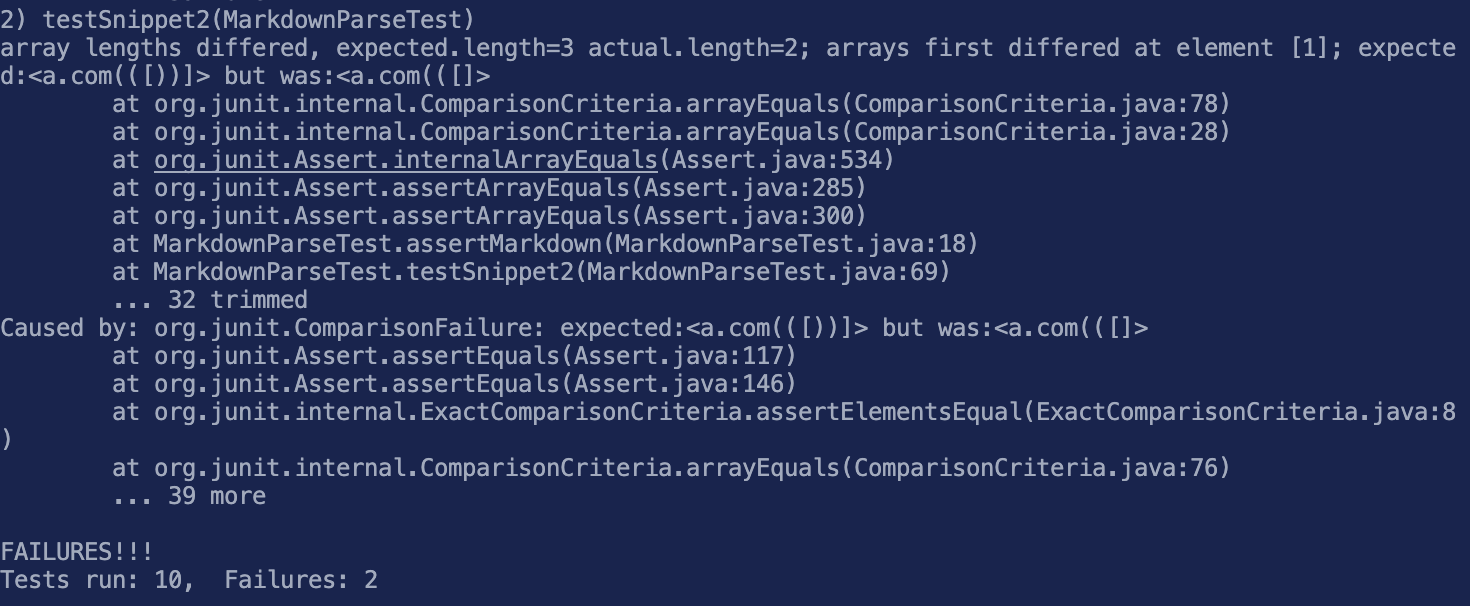 2) testSnippet2(MarkdownParseTest)
array lengths differed, expected.length=3 actual.length=2; arrays first differed at element [1]; expecte
d:<a.com(([))]> but was:<a.com(([]>
        at org.junit.internal.ComparisonCriteria.arrayEquals(ComparisonCriteria.java:78)
        at org.junit.internal.ComparisonCriteria.arrayEquals(ComparisonCriteria.java:28)
        at org.junit.Assert.internalArrayEquals(Assert.java:534)
        at org.junit.Assert.assertArrayEquals(Assert.java:285)
        at org.junit.Assert.assertArrayEquals(Assert.java:300)
        at MarkdownParseTest.assertMarkdown(MarkdownParseTest.java:18)
        at MarkdownParseTest.testSnippet2(MarkdownParseTest.java:69)
        ... 32 trimmed
Caused by: org.junit.ComparisonFailure: expected:<a.com(([))]> but was:<a.com(([]>
        at org.junit.Assert.assertEquals(Assert.java:117)
        at org.junit.Assert.assertEquals(Assert.java:146)
        at org.junit.internal.ExactComparisonCriteria.assertElementsEqual(ExactComparisonCriteria.java:8
)
        at org.junit.internal.ComparisonCriteria.arrayEquals(ComparisonCriteria.java:76)
        ... 39 more
FAILURES!!!
Tests run: 10,  Failures: 2